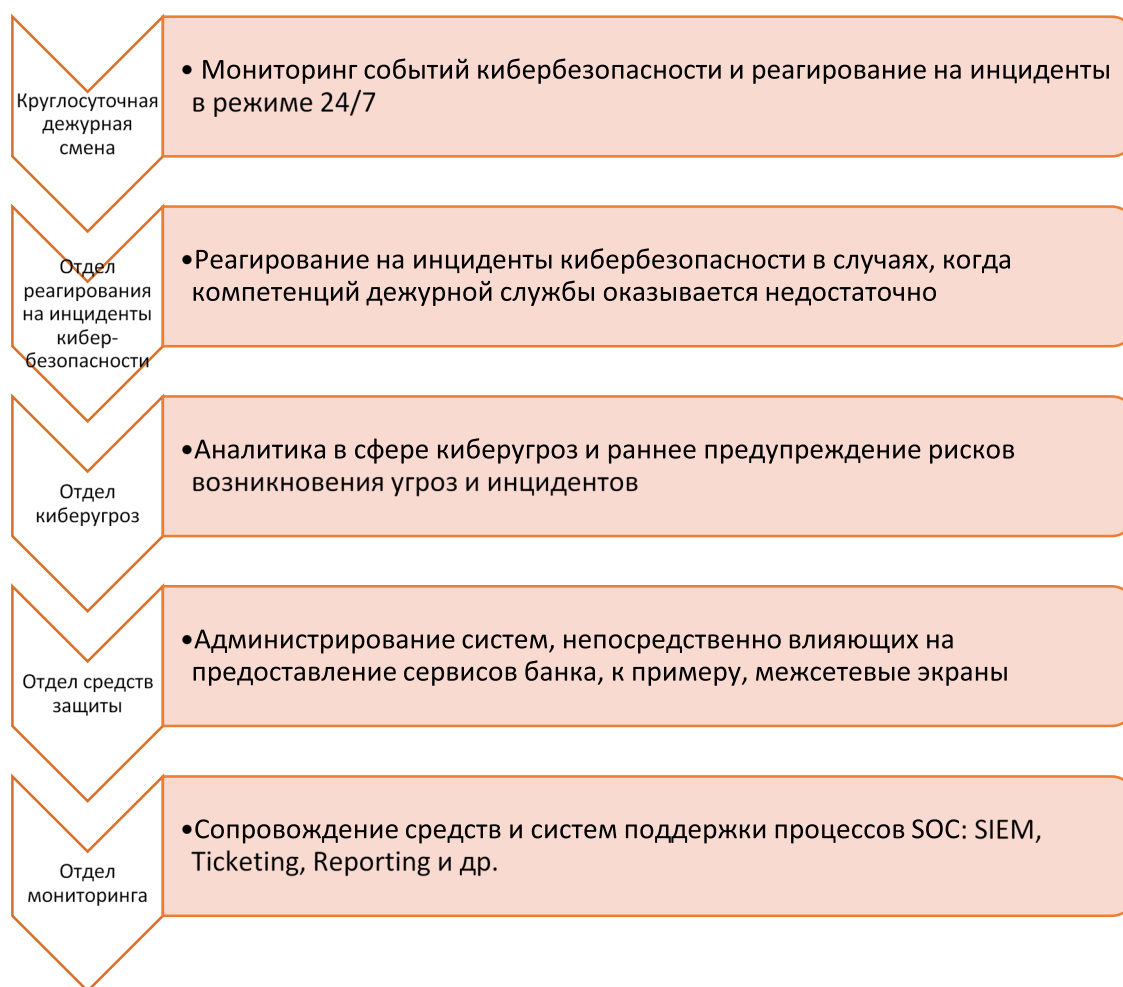 Круглосуточная
дежурная
смена
• Мониторинг событий кибербезопасности и реагирование на инциденты
в режиме 24/7
Отдел
реагирования
на инциденты
кибер-
безопасности
•Реагирование на инциденты кибербезопасности в случаях, когда
компетенций дежурной службы оказывается недостаточно
Отдел
киберугроз
•Аналитика в сфере киберугроз и раннее предупреждение рисков
возникновения угроз и инцидентов
Отдел средств
защиты
•Администрирование систем, непосредственно влияющих на
предоставление сервисов банка, к примеру, межсетевые экраны
Отдел
мониторинга
•Сопровождение средств и систем поддержки процессов SOC: SIEM,
Ticketing, Reporting и др.